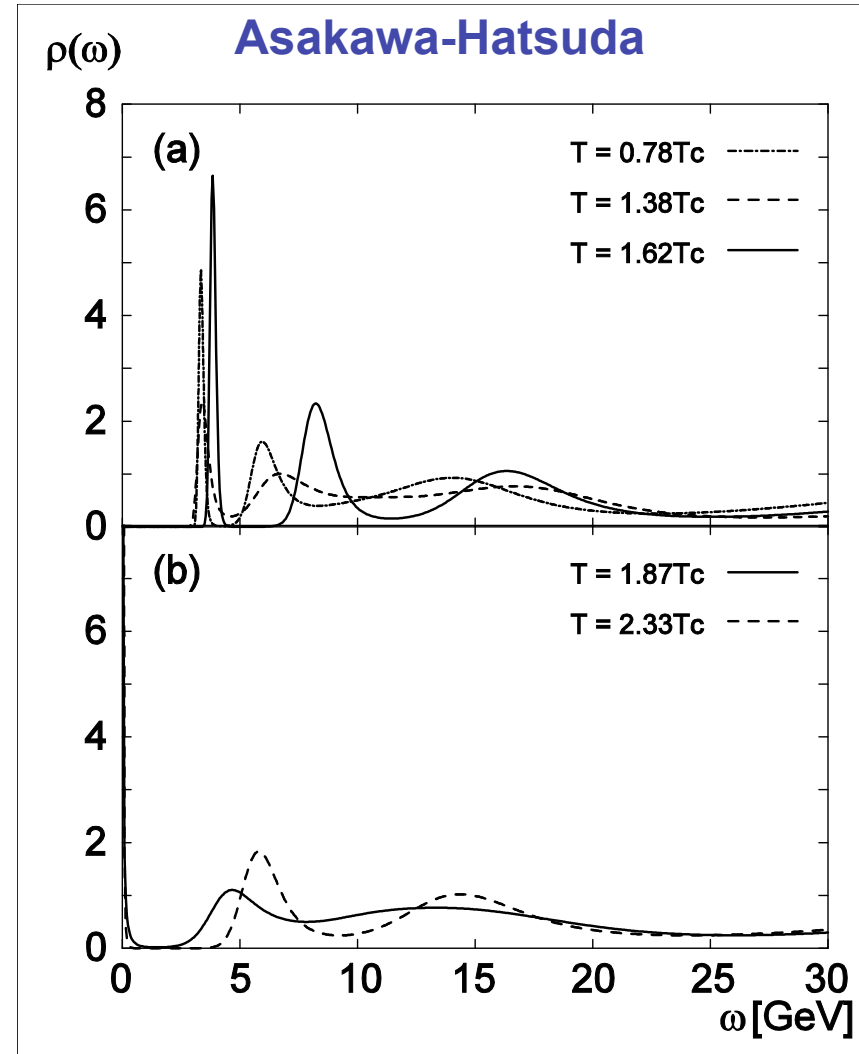 Asakawa-Hatsuda
ρ(ω)
8
(a)
T = 0.78Tc
T = 1.38Tc
T = 1.62Tc
6
4
2
0
(b)
T = 1.87Tc
T = 2.33Tc
6
4
2
0
0 5 10 15 20 25 30
ω [GeV]